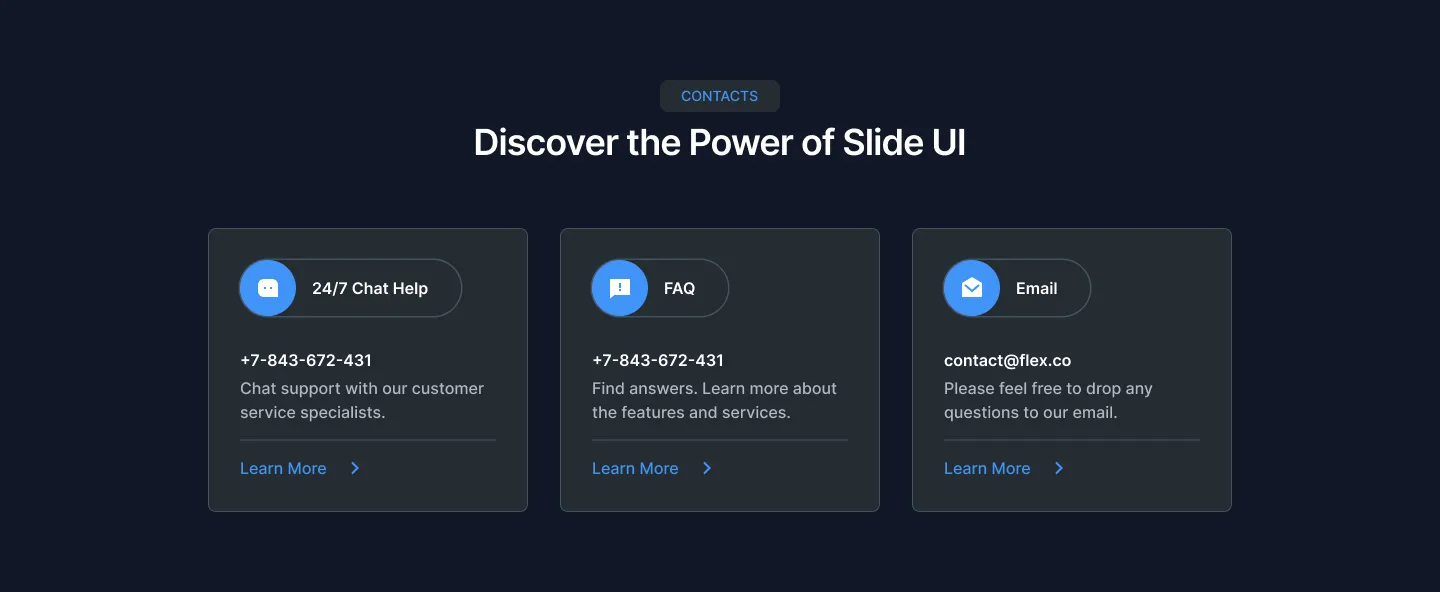 CONTACTS
Discover the Power of Slide UI
24/7 Chat Help
+7-843-672-431
Chat support with our customer
service specialists.
Learn More
FAQ
+7-843-672-431
Find answers. Learn more about
the features and services.
Learn More
Email
contact@flex.co
Please feel free to drop any
questions to our email.
Learn More